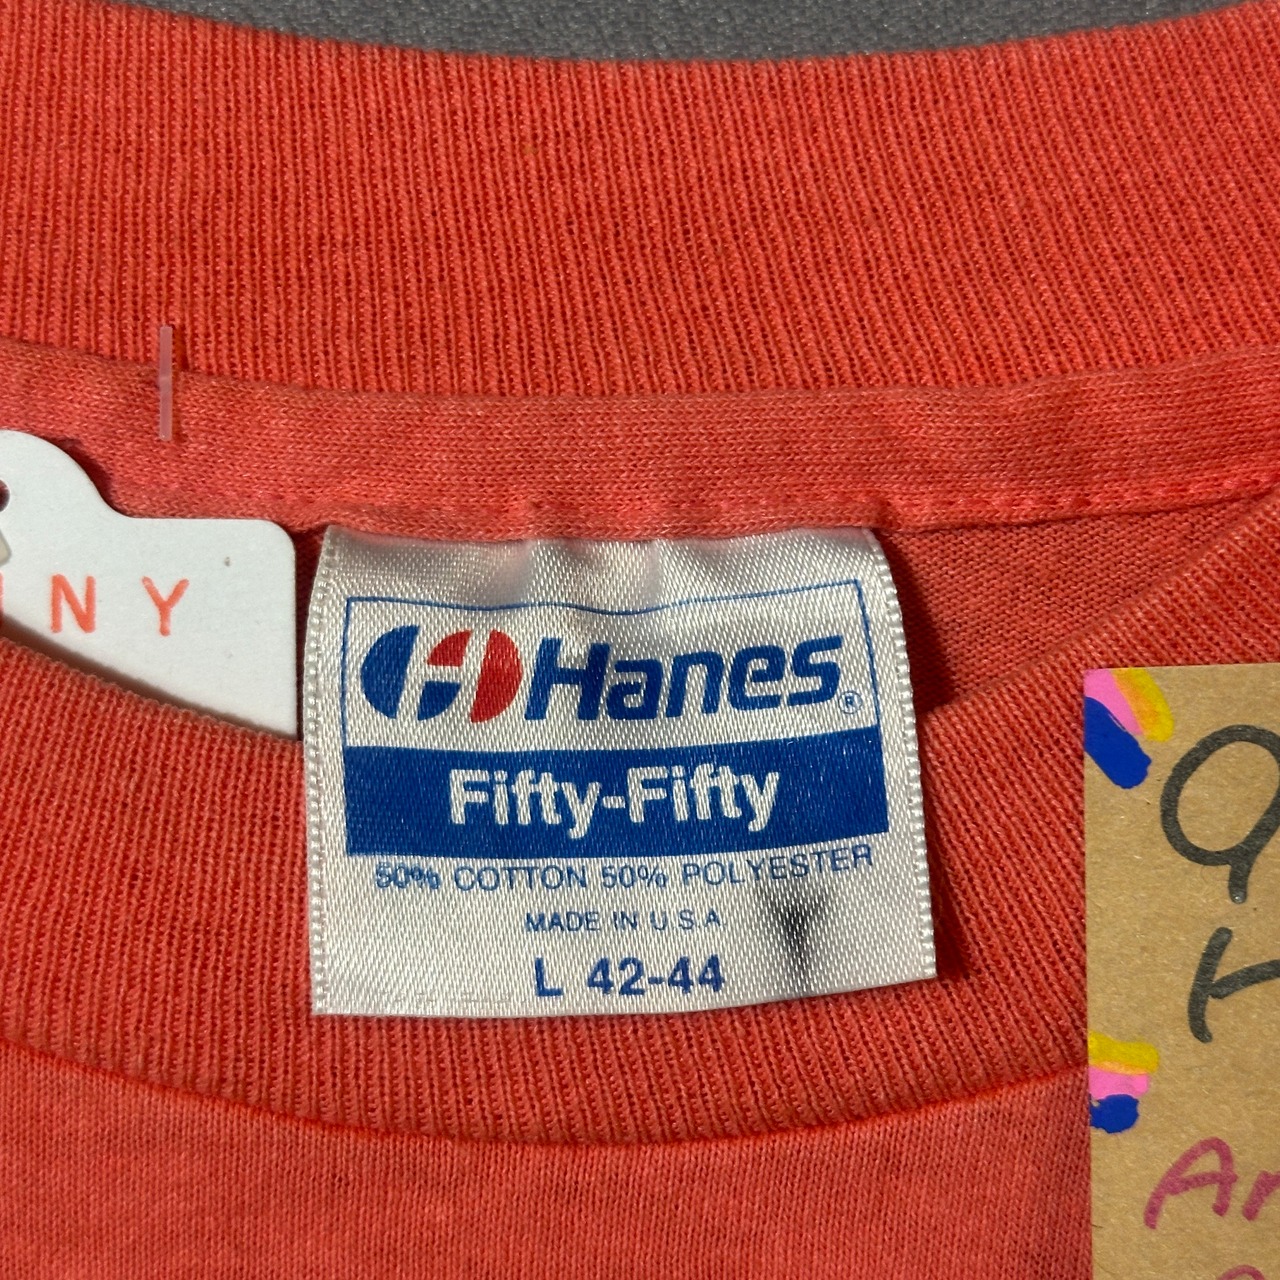 NY
Hanes®
Fifty-Fifty
50% COTTON 50% POLYESTER
MADE IN U.S.A
L 42-44